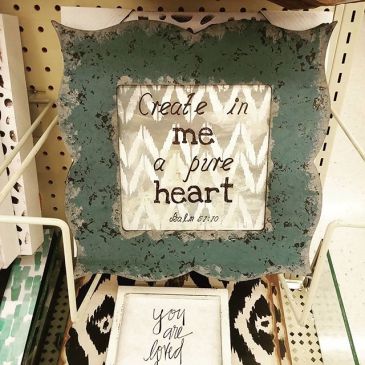 Create in
me
a pure
heart
Psalm 51:10
you
are
loved